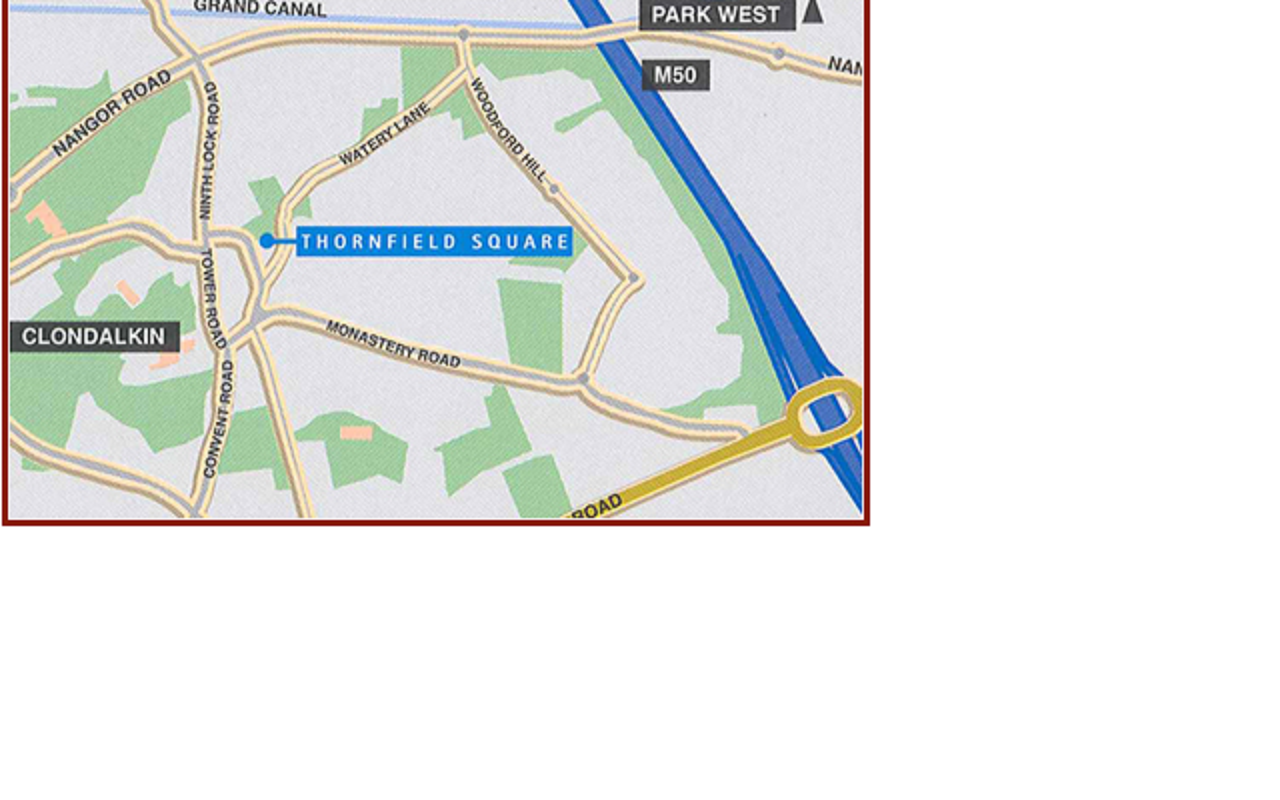 GRAND CANAL
PARK WEST
NAN
M50
NANGOR ROAD
NINTH LOCK ROAD
WATERY LANE
WOODFORD HILL
THORNFIELD SQUARE
TOWER ROAD
CLONDALKIN
MONASTERY ROAD
CONVENT ROAD
ROAD